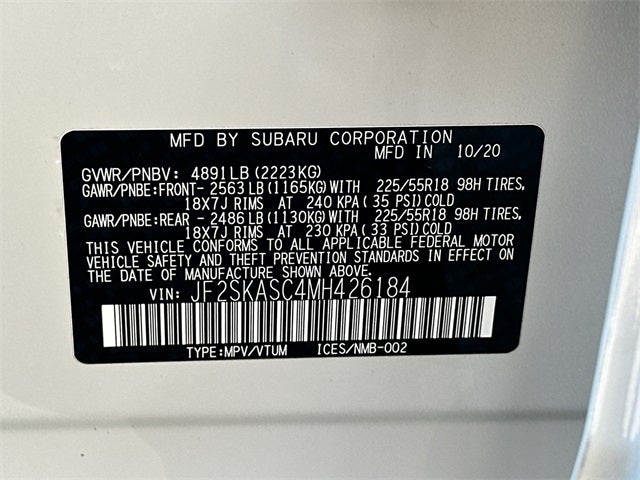 MFD BY SUBARU CORPORATION
MFD IN 10/20
GVWR/PNBV: 4891LB(2223KG)
GAWR/PNBE:FRONT- 2563LB(1165KG)WITH 225/55R18 98H TIRES,
18X7J RIMS AT 240 KPA(35 PSI)COLD
GAWR/PNBE:REAR - 2486LB(1130KG)WITH 225/55R18 98H TIRES,
18X7J RIMS AT 230 KPA(33 PSI)COLD
THIS VEHICLE CONFORMS TO ALL APPLICABLE FEDERAL MOTOR
VEHICLE SAFETY AND THEFT PREVENTION STANDARDS IN EFFECT ON
THE DATE OF MANUFACTURE SHOWN ABOVE.
VIN: JF2SKASC4MH426184
TYPE:MPV/VTUM ICES/NMB-002